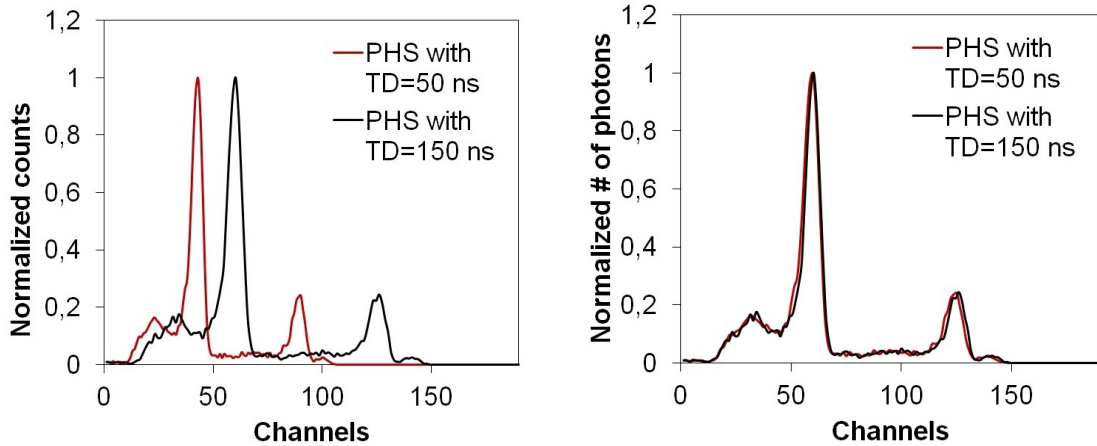 1,2
1
0,8
0,6
0,4
0,2
0
0
50
100
150
Normalized counts
Channels
PHS with
TD=50 ns
PHS with
TD=150 ns
1,2
1
0,8
0,6
0,4
0,2
0
0
50
100
150
Normalized # of photons
Channels
PHS with
TD=50 ns
PHS with
TD=150 ns